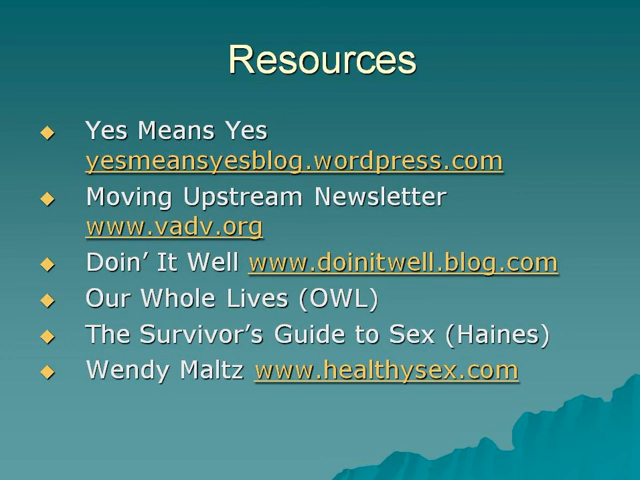 Resources
Yes Means Yes
yesmeansyesblog.wordpress.com
Moving Upstream Newsletter
www.vadv.org
Doin’ It Well www.doinitwell.blog.com
Our Whole Lives (OWL)
The Survivor’s Guide to Sex (Haines)
Wendy Maltz www.healthysex.com